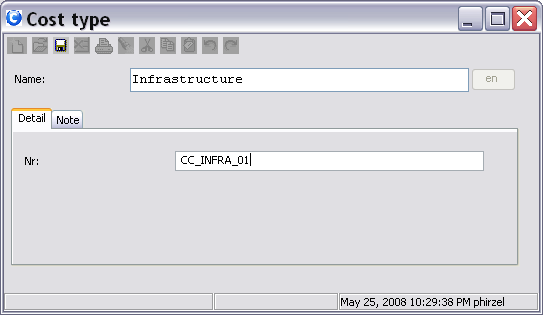 Cost type
Name: Infrastructure en
Detail Note
Nr: CC_INFRA_01
May 25, 2008 10:29:38 PM phirzel